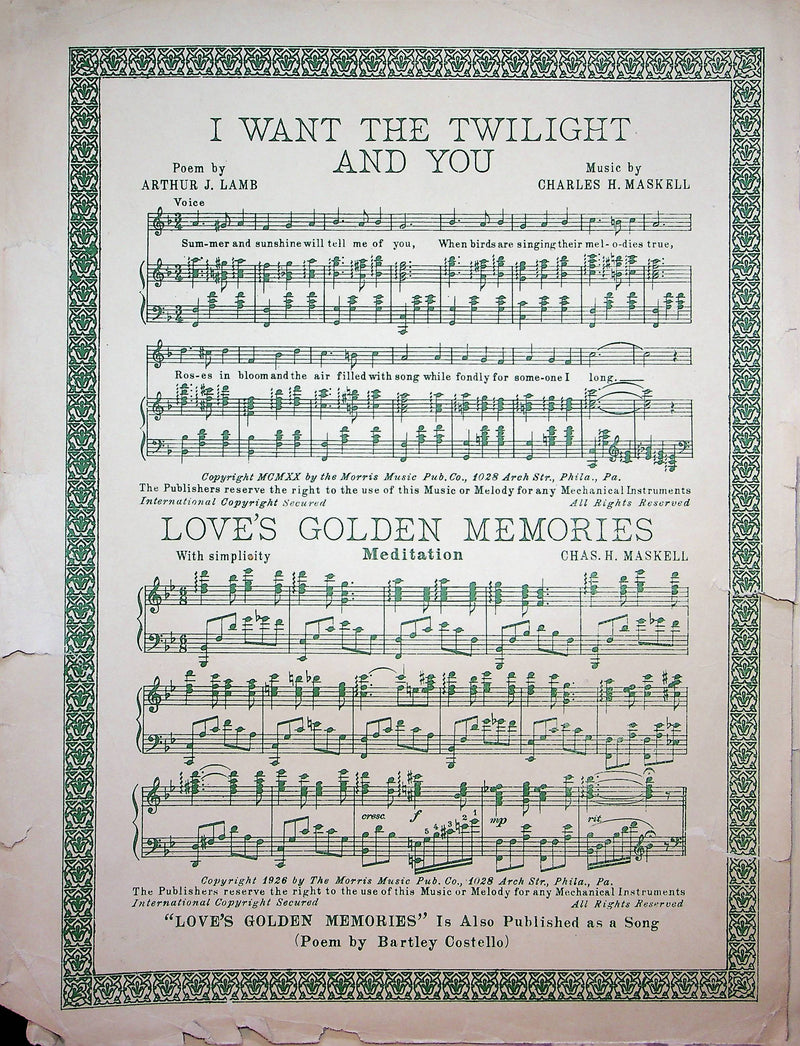 I WANT THE TWILIGHT
AND YOU
Poem by
ARTHUR J. LAMB
Music by
CHARLES H. MASKELL
Voice
Sum-mer and sunshine will tell me of you, When birds are singing their mel-o-dies true,
Ros-es in bloom and the air filled with song while fondly for some-one I long.
Copyright MCMXX by the Morris Music Pub. Co., 1028 Arch Str., Phila., Pa.
The Publishers reserve the right to the use of this Music or Melody for any Mechanical Instruments
International Copyright Secured All Rights Reserved
LOVE'S GOLDEN MEMORIES
With simplicity Meditation CHAS. H. MASKELL
cresc. f mp rit.
5 4 3 2 1
Copyright 1926 by The Morris Music Pub. Co., 1028 Arch Str., Phila., Pa.
The Publishers reserve the right to the use of this Music or Melody for any Mechanical Instruments
International Copyright Secured All Rights Reserved
"LOVE'S GOLDEN MEMORIES" Is Also Published as a Song
(Poem by Bartley Costello)